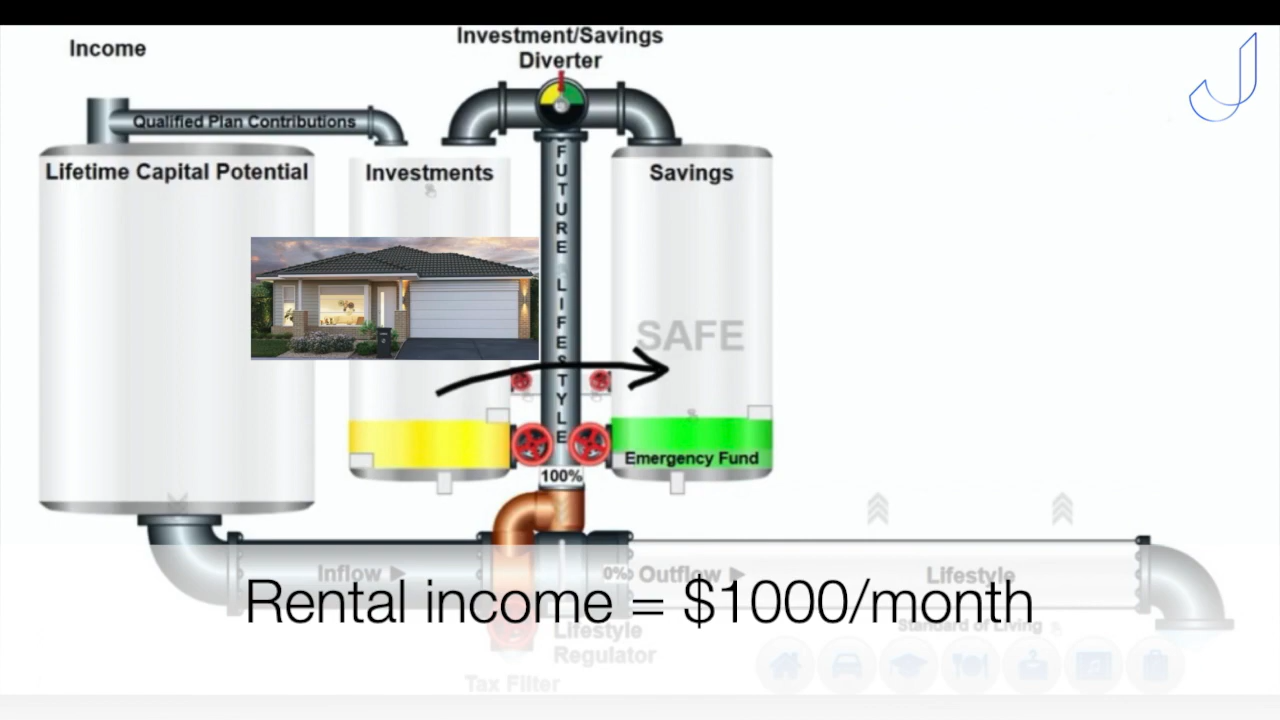 Income
Investment/Savings
Diverter
Qualified Plan Contributions
Lifetime Capital Potential
Investments
Savings
FUTURE LIFESTYLE
SAFE
Emergency Fund
100%
Inflow
0%
Outflow
Lifestyle
Rental income = $1000/month
Standard of Living
Lifestyle
Regulator
Tax Filter